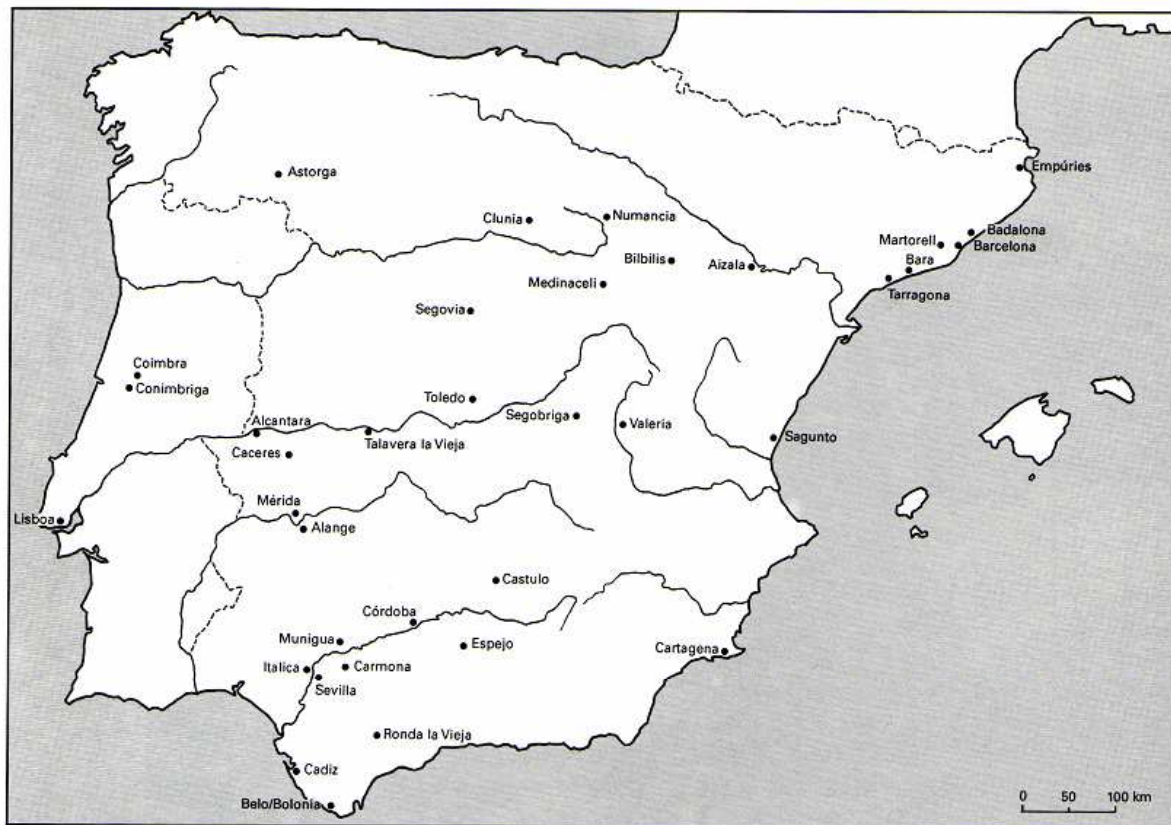 Astorga
Empúries
Clunia
Numancia
Badalona
Martorell
Barcelona
Bilbilis
Aizala
Bara
Medinaceli
Tarragona
Segovia
Coimbra
Conimbriga
Toledo
Segobriga
Alcantara
Valeria
Talavera la Vieja
Sagunto
Caceres
Mérida
Lisboa
Alange
Castulo
Córdoba
Munigua
Espejo
Cartagena
Italica
Carmona
Sevilla
Ronda la Vieja
Cadiz
Belo/Bolonia
0 50 100 km